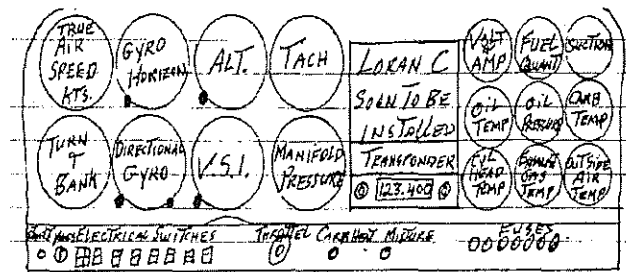 TRUE
AIR
SPEED
KTS.
GYRO
HORIZON
ALT.
TACH
LORAN C
SOON TO BE
INSTALLED
VOLT
&
AMP
FUEL
QUANT
SUCTION
OIL
TEMP
OIL
PRESSURE
CARB
TEMP
TURN
&
BANK
DIRECTIONAL
GYRO
V.S.I.
MANIFOLD
PRESSURE
TRANSPONDER
123.400
CYL
HEAD
TEMP
EXHAUST
GAS
TEMP
OUTSIDE
AIR
TEMP
ELECTRICAL SWITCHES
THROTTEL CARB HEAT MIXTURE
FUSES